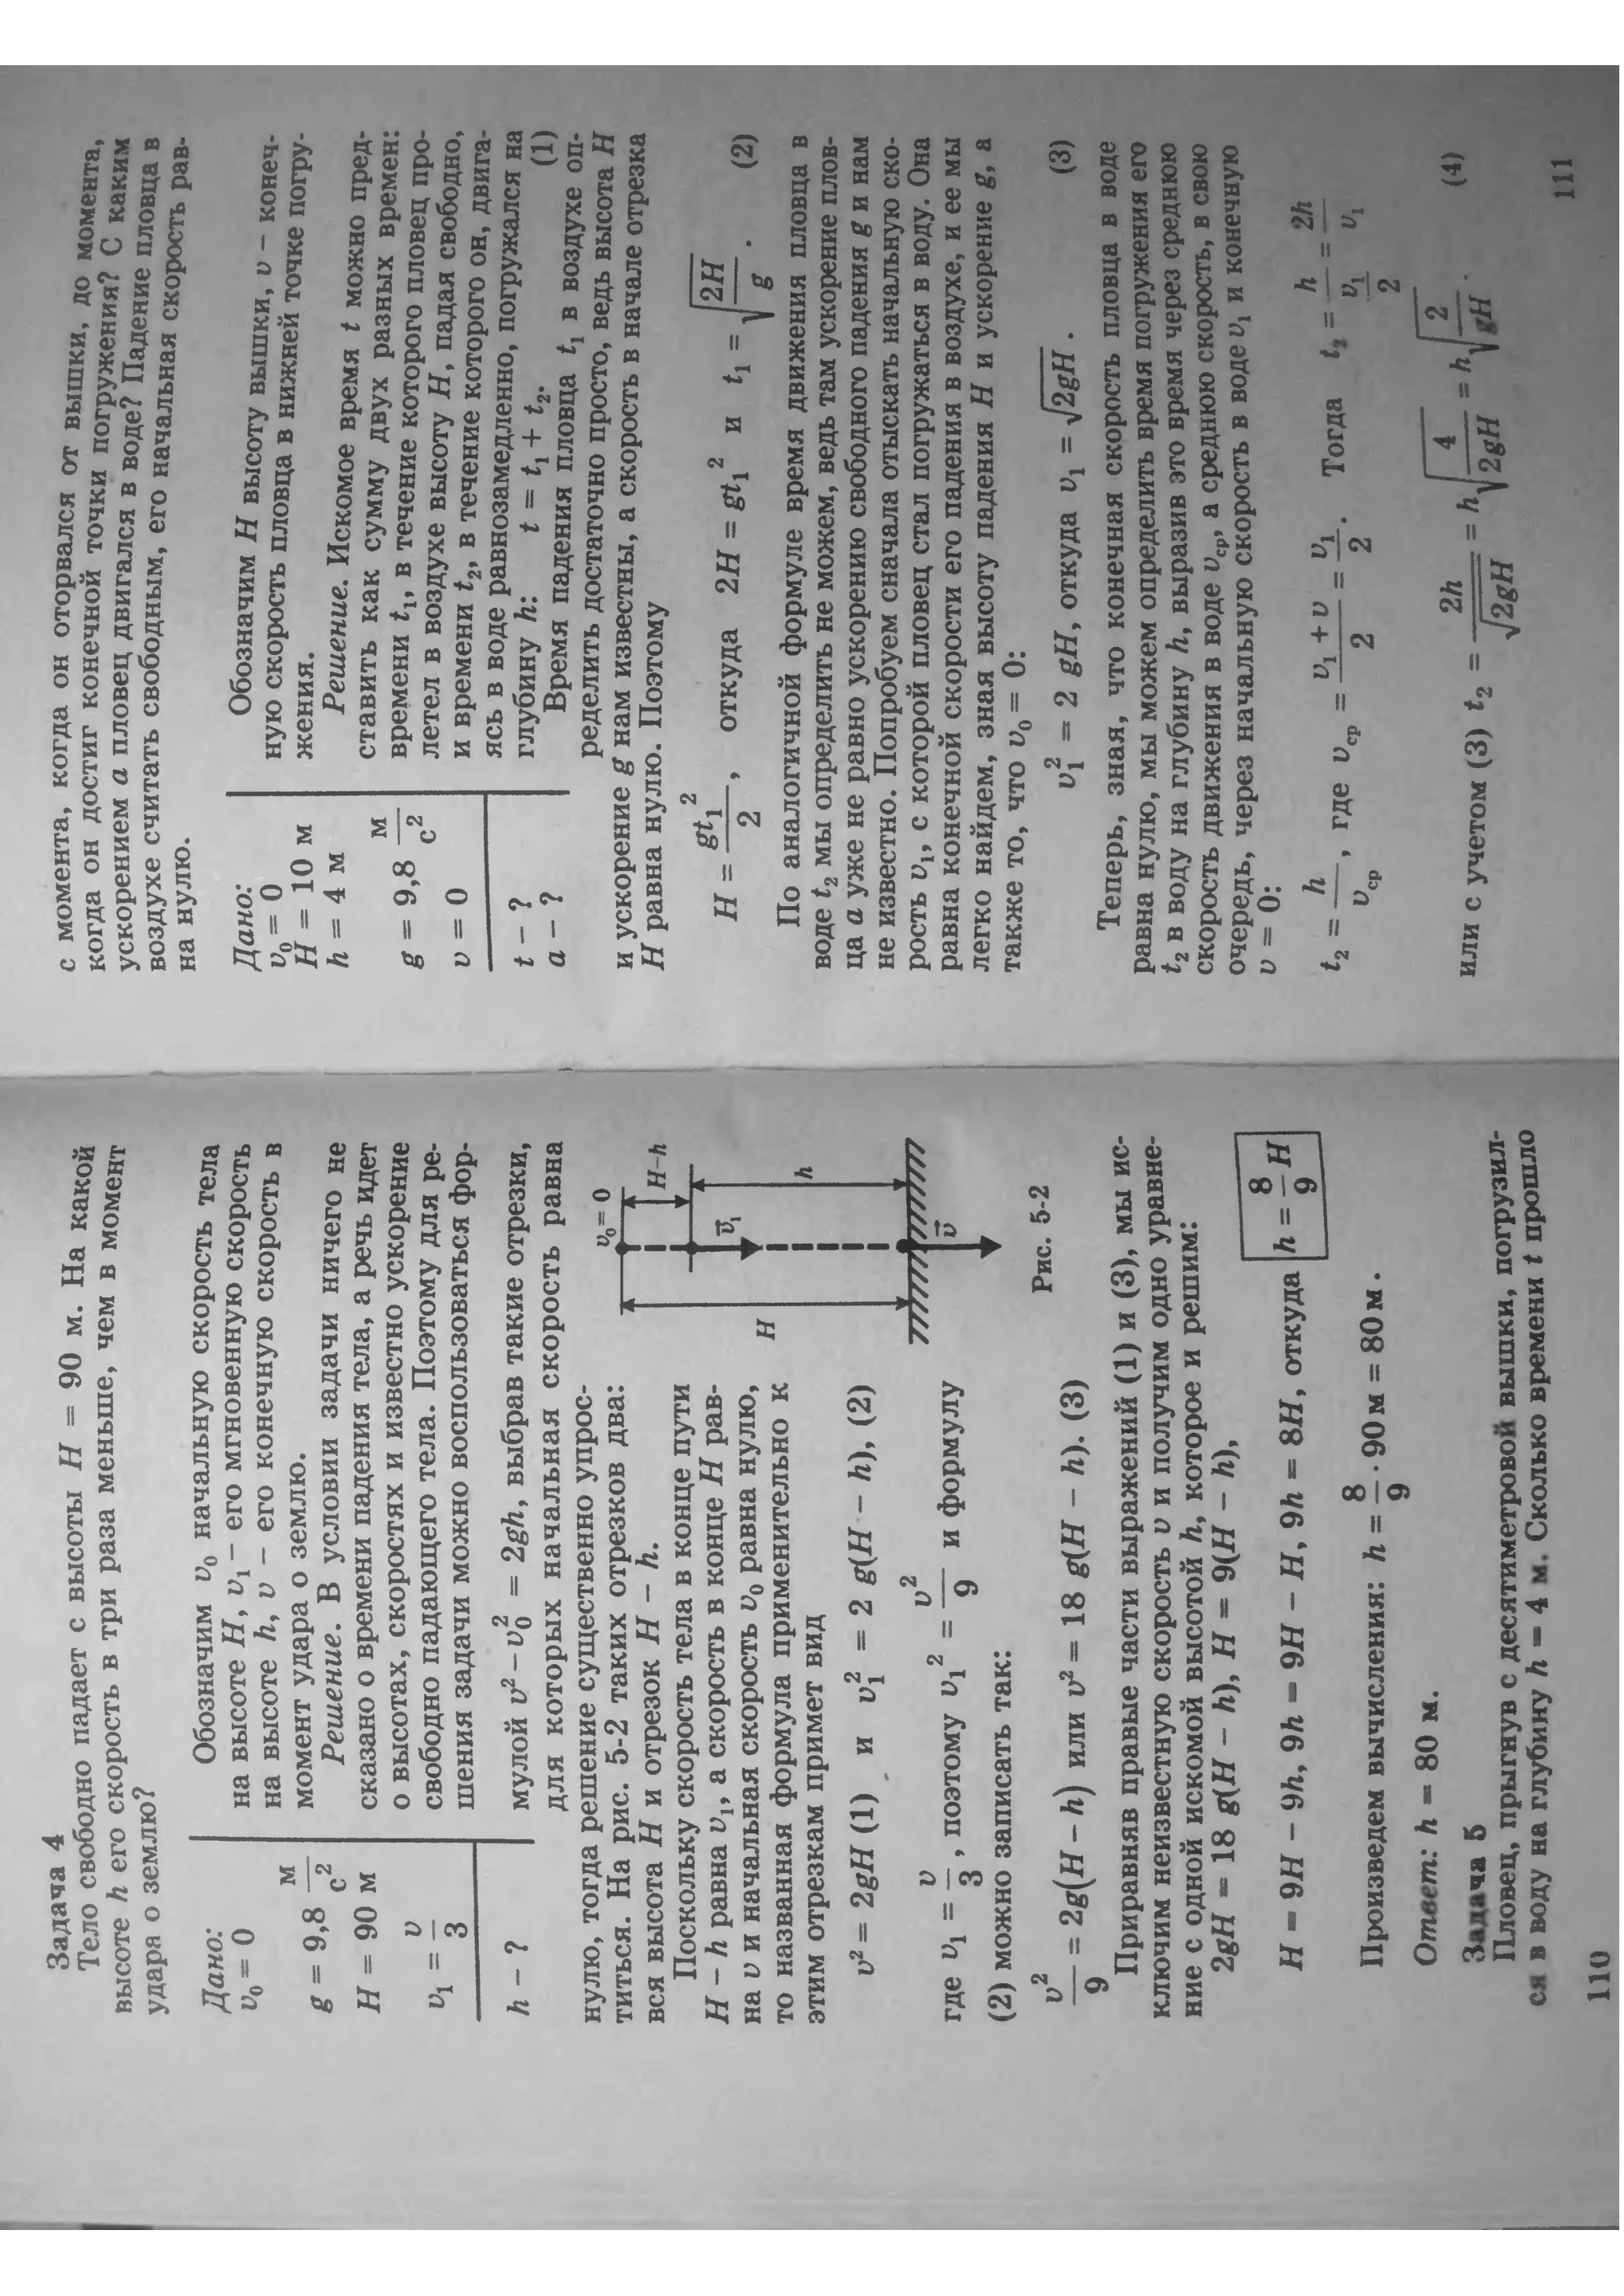 Задача 4
Тело свободно падает с высоты H = 90 м. На какой
высоте h его скорость в три раза меньше, чем в момент
удара о землю?
Дано:
v₀ = 0
g = 9,8 м/с²
H = 90 м
v₁ = v/3
h – ?
Обозначим v₀ начальную скорость тела
на высоте H, v₁ – его мгновенную скорость
на высоте h, v – его конечную скорость в
момент удара о землю.
Решение. В условии задачи ничего не
сказано о времени падения тела, а речь идет
о высотах, скоростях и известно ускорение
свободно падающего тела. Поэтому для ре-
шения задачи можно воспользоваться фор-
мулой v² – v₀² = 2gh, выбрав такие отрезки,
для которых начальная скорость равна
нулю, тогда решение существенно упрос-
титься. На рис. 5-2 таких отрезков два:
вся высота H и отрезок H – h.
Поскольку скорость тела в конце пути
H – h равна v₁, а скорость в конце H рав-
на v и начальная скорость v₀ равна нулю,
то названная формула применительно к
этим отрезкам примет вид
v² = 2gH (1) и v₁² = 2 g(H – h), (2)
где v₁ = v/3, поэтому v₁² = v²/9 и формулу
(2) можно записать так:
v²/9 = 2g(H – h) или v² = 18 g(H – h). (3)
v₀ = 0
H–h
v₁
h
H
v
Рис. 5-2
Приравняв правые части выражений (1) и (3), мы ис-
ключим неизвестную скорость v и получим одно уравне-
ние с одной искомой высотой h, которое и решим:
2gH = 18 g(H – h), H = 9(H – h),
H = 9H – 9h, 9h = 9H – H, 9h = 8H, откуда h = 8/9 H
Произведем вычисления: h = 8/9 · 90 м = 80 м.
Ответ: h = 80 м.
Задача 5
Пловец, прыгнув с десятиметровой вышки, погрузил-
ся в воду на глубину h = 4 м. Сколько времени t прошло
110
с момента, когда он оторвался от вышки, до момента,
когда он достиг конечной точки погружения? С каким
ускорением a пловец двигался в воде? Падение пловца в
воздухе считать свободным, его начальная скорость рав-
на нулю.
Дано:
v₀ = 0
H = 10 м
h = 4 м
g = 9,8 м/с²
v = 0
t – ?
a – ?
Обозначим H высоту вышки, v – конеч-
ную скорость пловца в нижней точке погру-
жения.
Решение. Искомое время t можно пред-
ставить как сумму двух разных времен:
времени t₁, в течение которого пловец про-
летел в воздухе высоту H, падая свободно,
и времени t₂, в течение которого он, двига-
ясь в воде равнозамедленно, погружался на
глубину h: t = t₁ + t₂. (1)
Время падения пловца t₁ в воздухе оп-
ределить достаточно просто, ведь высота H
и ускорение g нам известны, а скорость в начале отрезка
H равна нулю. Поэтому
H = gt₁²/2, откуда 2H = gt₁² и t₁ = √(2H/g). (2)
По аналогичной формуле время движения пловца в
воде t₂ мы определить не можем, ведь там ускорение плов-
ца a уже не равно ускорению свободного падения g и нам
не известно. Попробуем сначала отыскать начальную ско-
рость v₁, с которой пловец стал погружаться в воду. Она
равна конечной скорости его падения в воздухе, и ее мы
легко найдем, зная высоту падения H и ускорение g, а
также то, что v₀ = 0:
v₁² = 2 gH, откуда v₁ = √(2gH). (3)
Теперь, зная, что конечная скорость пловца в воде
равна нулю, мы можем определить время погружения его
t₂ в воду на глубину h, выразив это время через среднюю
скорость движения в воде vср, а среднюю скорость, в свою
очередь, через начальную скорость в воде v₁ и конечную
v = 0:
t₂ = h/vср, где vср = (v₁ + v)/2 = v₁/2. Тогда t₂ = h/(v₁/2) = 2h/v₁
или с учетом (3) t₂ = 2h/√(2gH) = h√(4/2gH) = h√(2/gH). (4)
111